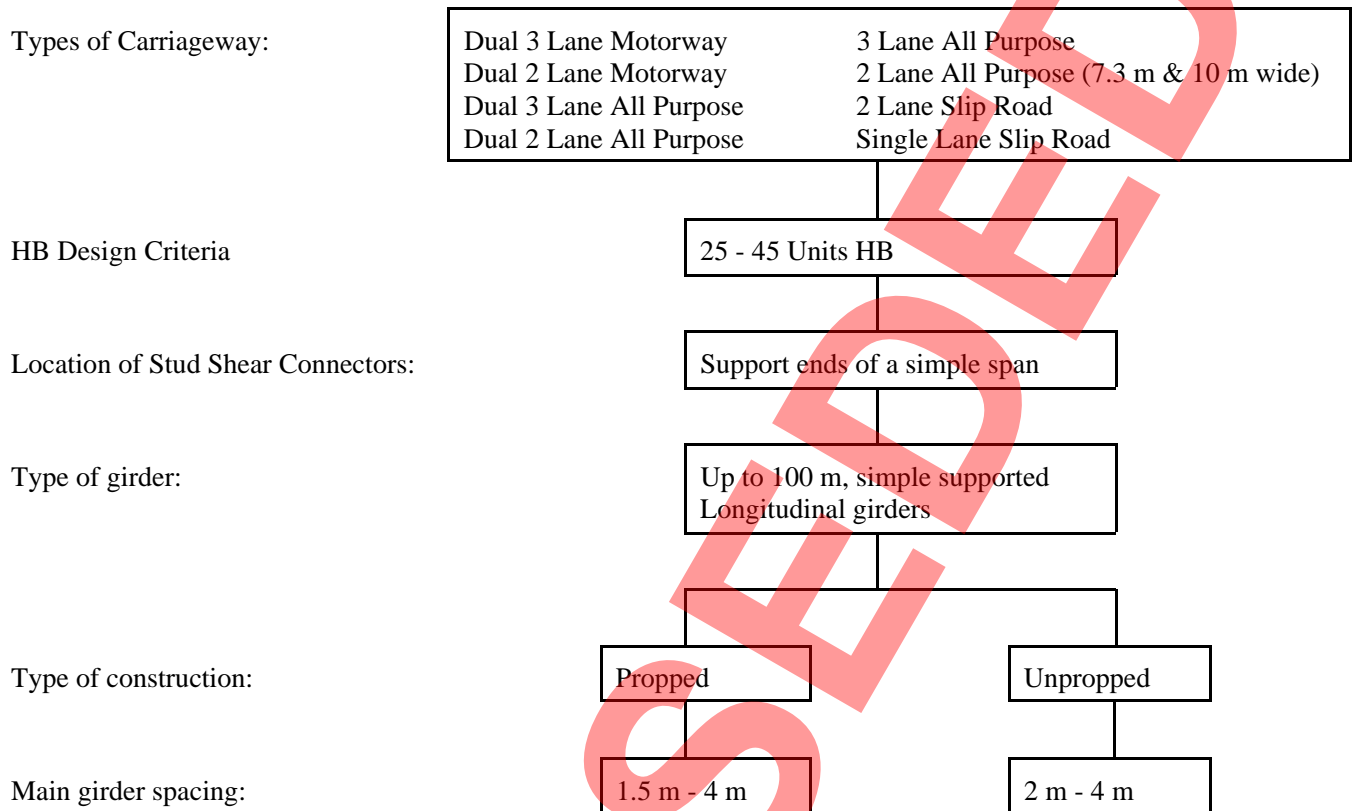 Types of Carriageway:
Dual 3 Lane Motorway 3 Lane All Purpose
Dual 2 Lane Motorway 2 Lane All Purpose (7.3 m & 10 m wide)
Dual 3 Lane All Purpose 2 Lane Slip Road
Dual 2 Lane All Purpose Single Lane Slip Road
HB Design Criteria
25 - 45 Units HB
Location of Stud Shear Connectors:
Support ends of a simple span
Type of girder:
Up to 100 m, simple supported
Longitudinal girders
Type of construction:
Propped
Unpropped
Main girder spacing:
1.5 m - 4 m
2 m - 4 m
SEDED